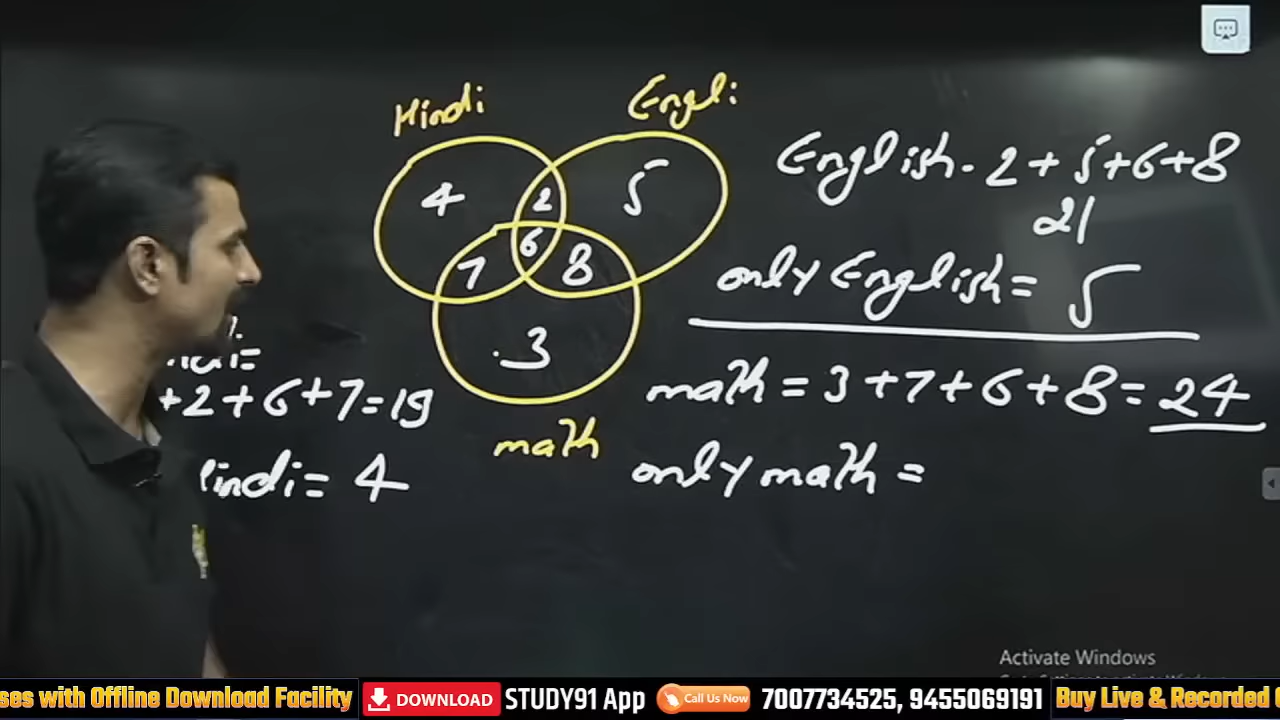 Hindi
Engli
4
2
5
6
7
8
3
math
English - 2 + 5 + 6 + 8
21
only English = 5
math = 3 + 7 + 6 + 8 = 24
only math =
+ 2 + 6 + 7 = 19
indi = 4
Activate Windows
ses with Offline Download Facility DOWNLOAD STUDY91 App Call Us Now 7007734525, 9455069191 Buy Live & Recorded